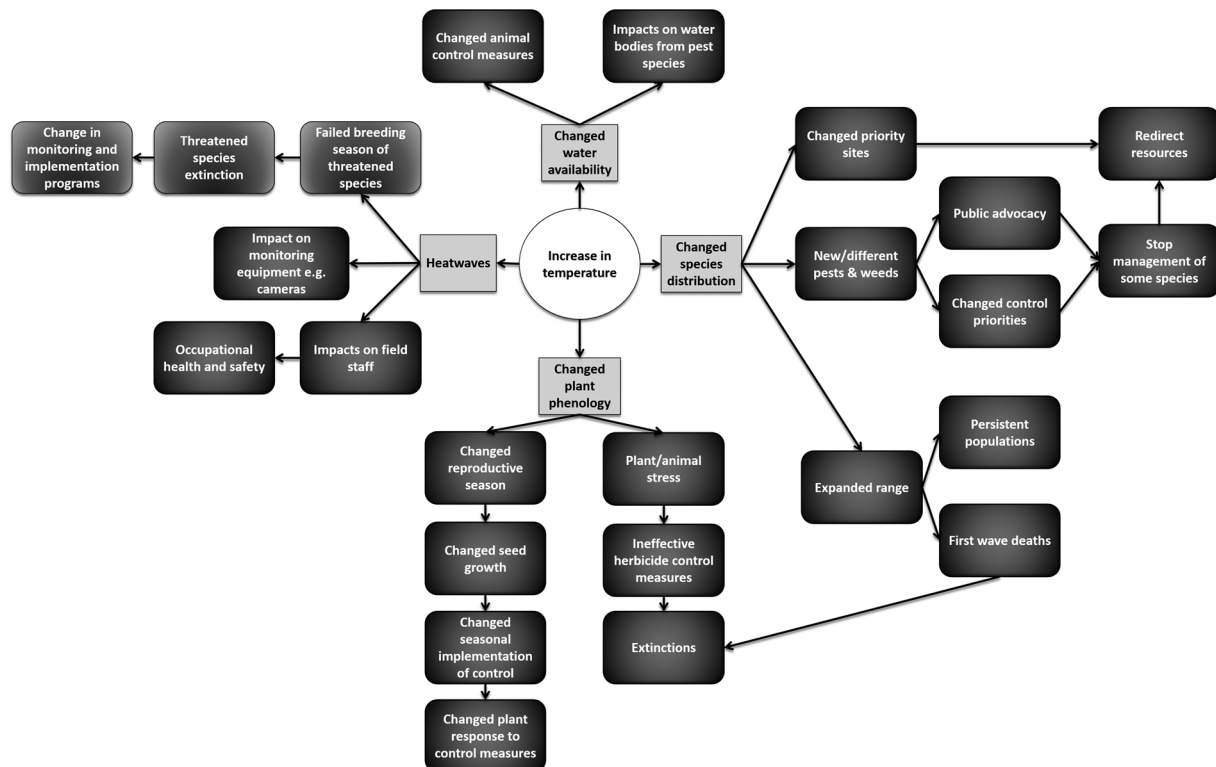 Changed animal
control measures
Impacts on water
bodies from pest
species
Change in
monitoring and
implementation
programs
Threatened
species
extinction
Failed breeding
season of
threatened
species
Changed
water
availability
Changed priority
sites
Redirect
resources
Impact on
monitoring
equipment e.g.
cameras
Heatwaves
Increase in
temperature
Changed
species
distribution
New/different
pests & weeds
Public advocacy
Changed control
priorities
Stop
management of
some species
Occupational
health and safety
Impacts on field
staff
Changed
plant
phenology
Changed
reproductive
season
Plant/animal
stress
Expanded range
Persistent
populations
First wave deaths
Changed seed
growth
Ineffective
herbicide control
measures
Changed
seasonal
implementation
of control
Extinctions
Changed plant
response to
control measures